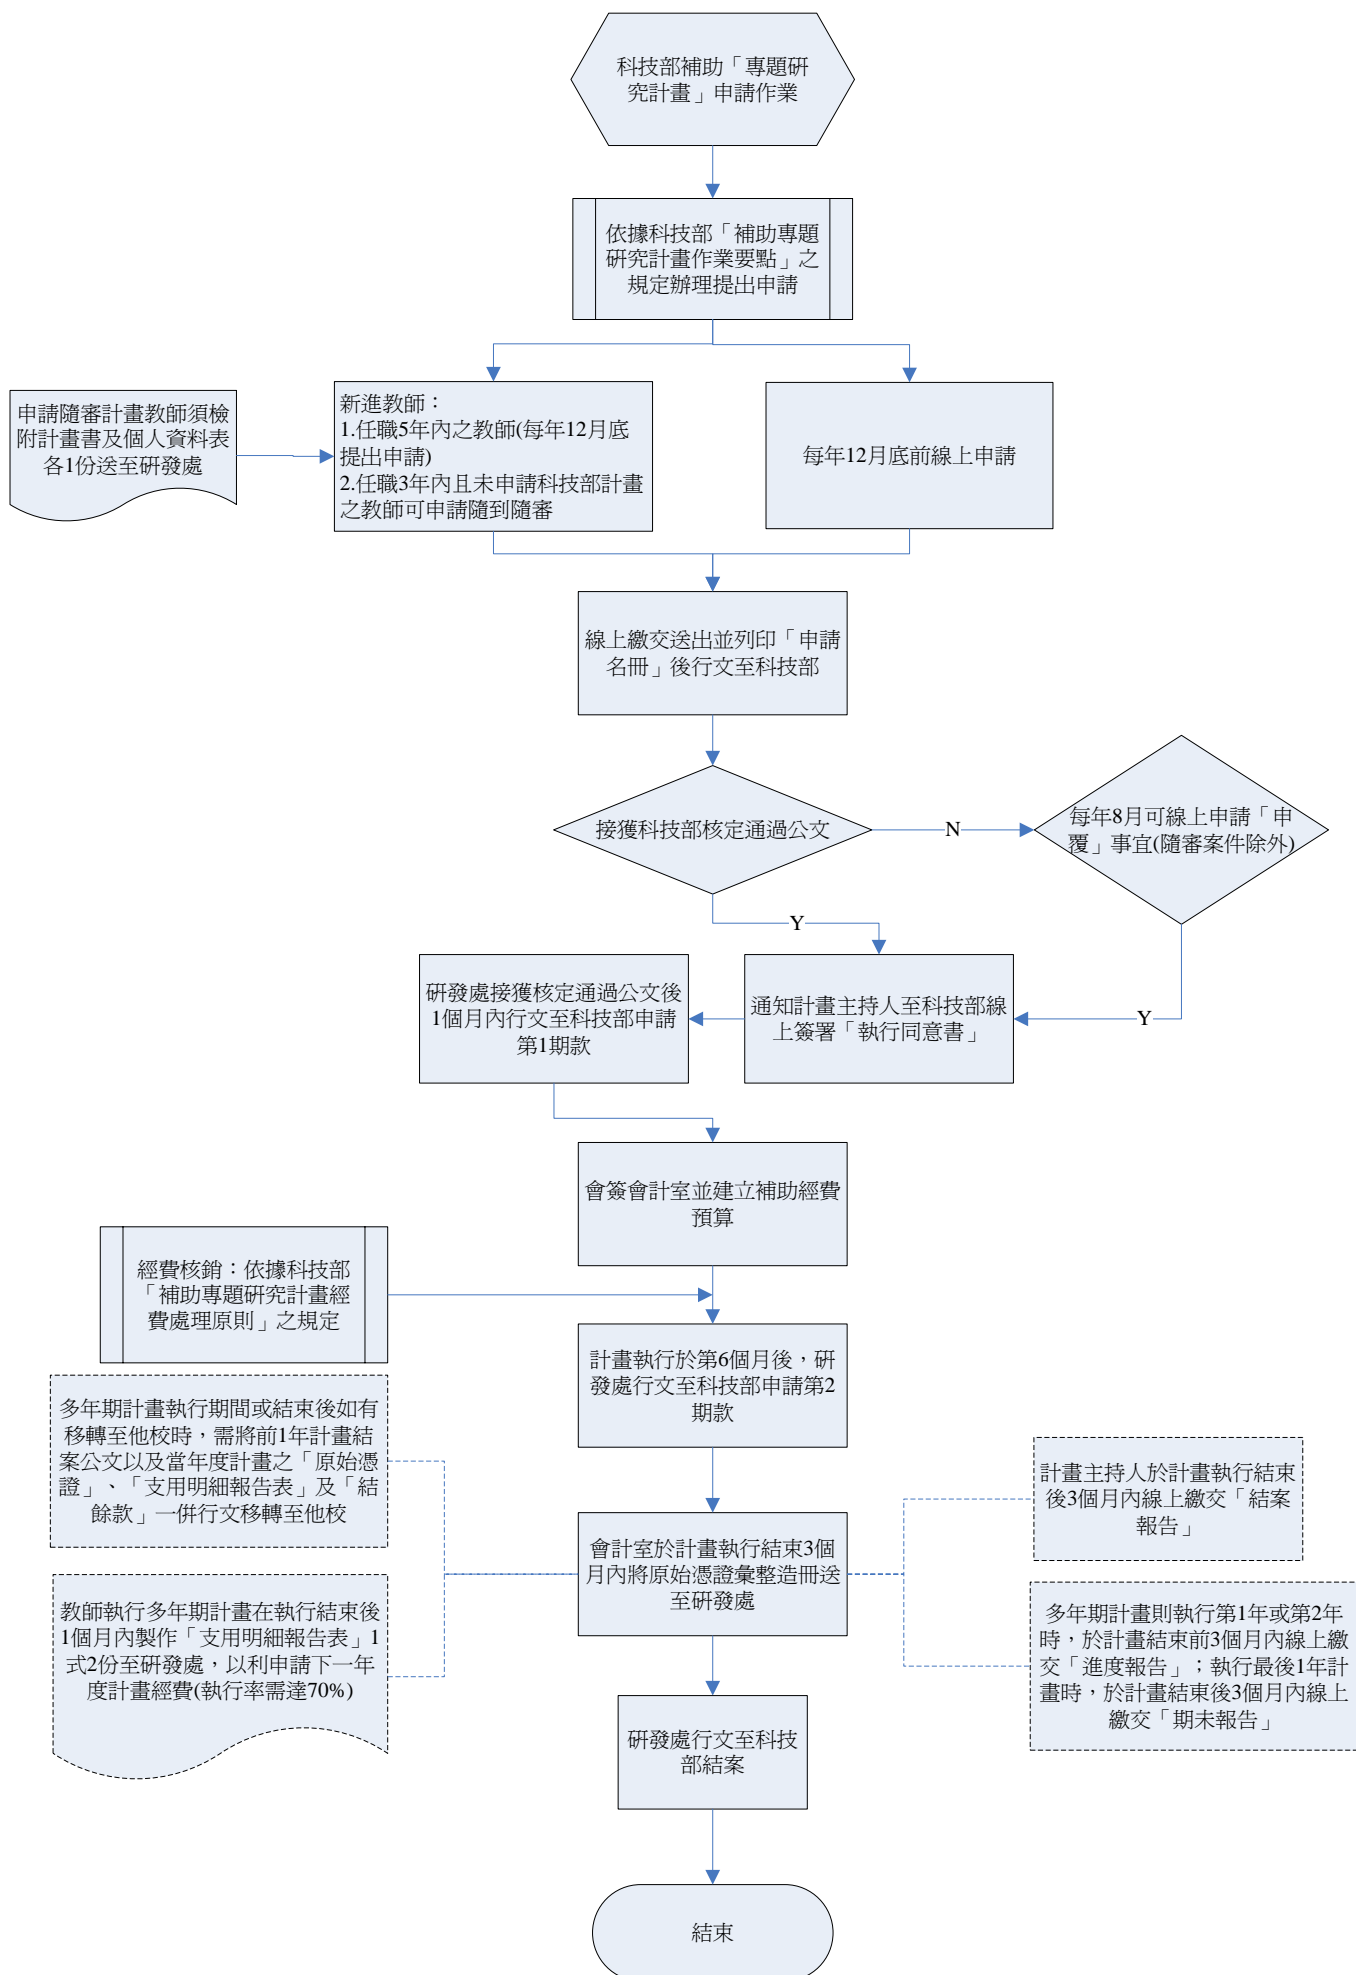 科技部補助「專題研
究計畫」申請作業
依據科技部「補助專題
研究計畫作業要點」之
規定辦理提出申請
申請隨審計畫教師須檢
附計畫書及個人資料表
各1份送至研發處
新進教師：
1.任職5年內之教師(每年12月底
提出申請)
2.任職3年內且未申請科技部計畫
之教師可申請隨到隨審
每年12月底前線上申請
線上繳交送出並列印「申請
名冊」後行文至科技部
接獲科技部核定通過公文
N
每年8月可線上申請「申
覆」事宜(隨審案件除外)
Y
Y
通知計畫主持人至科技部線
上簽署「執行同意書」
研發處接獲核定通過公文後
1個月內行文至科技部申請
第1期款
會簽會計室並建立補助經費
預算
經費核銷：依據科技部
「補助專題研究計畫經
費處理原則」之規定
計畫執行於第6個月後，研
發處行文至科技部申請第2
期款
多年期計畫執行期間或結束後如有
移轉至他校時，需將前1年計畫結
案公文以及當年度計畫之「原始憑
證」、「支用明細報告表」及「結
餘款」一併行文移轉至他校
計畫主持人於計畫執行結束
後3個月內線上繳交「結案
報告」
會計室於計畫執行結束3個
月內將原始憑證彙整造冊送
至研發處
教師執行多年期計畫在執行結束後
1個月內製作「支用明細報告表」1
式2份至研發處，以利申請下一年
度計畫經費(執行率需達70%)
多年期計畫則執行第1年或第2年
時，於計畫結束前3個月內線上繳
交「進度報告」；執行最後1年計
畫時，於計畫結束後3個月內線上
繳交「期未報告」
研發處行文至科技
部結案
結束